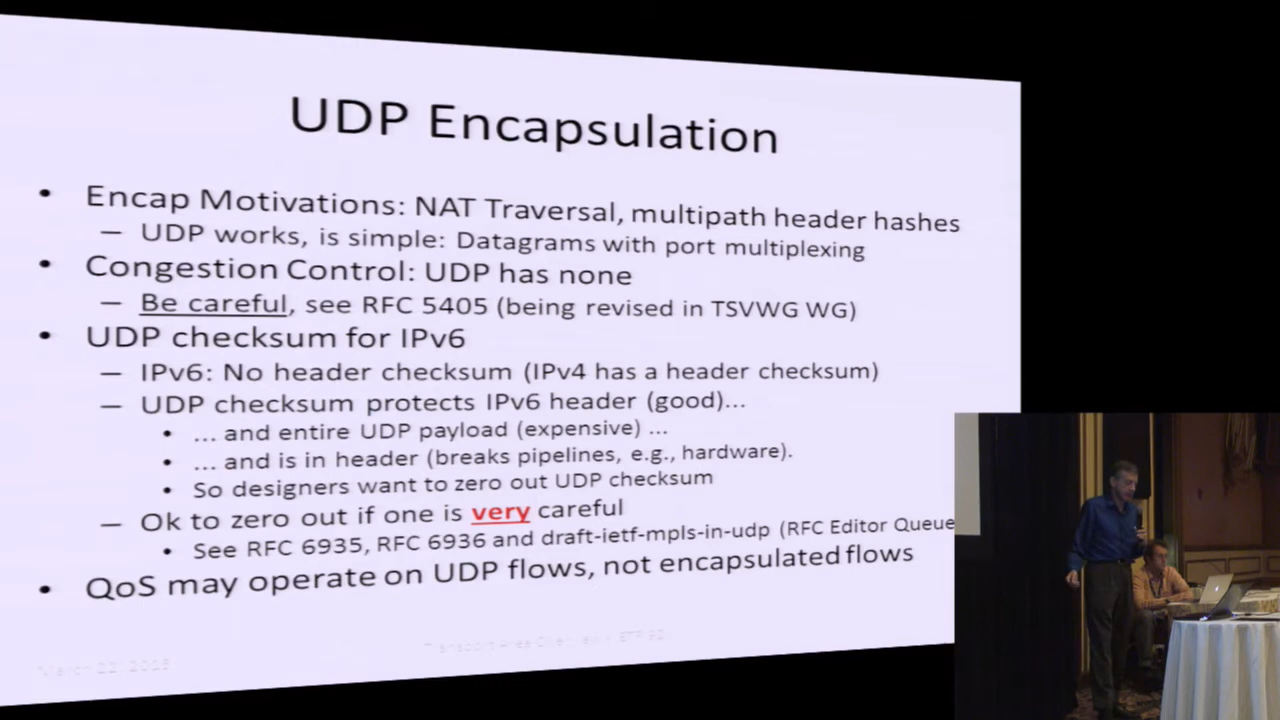 UDP Encapsulation
• Encap Motivations: NAT Traversal, multipath header hashes
– UDP works, is simple: Datagrams with port multiplexing
• Congestion Control: UDP has none
– Be careful, see RFC 5405 (being revised in TSVWG WG)
• UDP checksum for IPv6
– IPv6: No header checksum (IPv4 has a header checksum)
– UDP checksum protects IPv6 header (good)...
• ... and entire UDP payload (expensive) ...
• ... and is in header (breaks pipelines, e.g., hardware).
• So designers want to zero out UDP checksum
– Ok to zero out if one is very careful
• See RFC 6935, RFC 6936 and draft-ietf-mpls-in-udp (RFC Editor Queue
• QoS may operate on UDP flows, not encapsulated flows
Transport Area Overview
March 22,